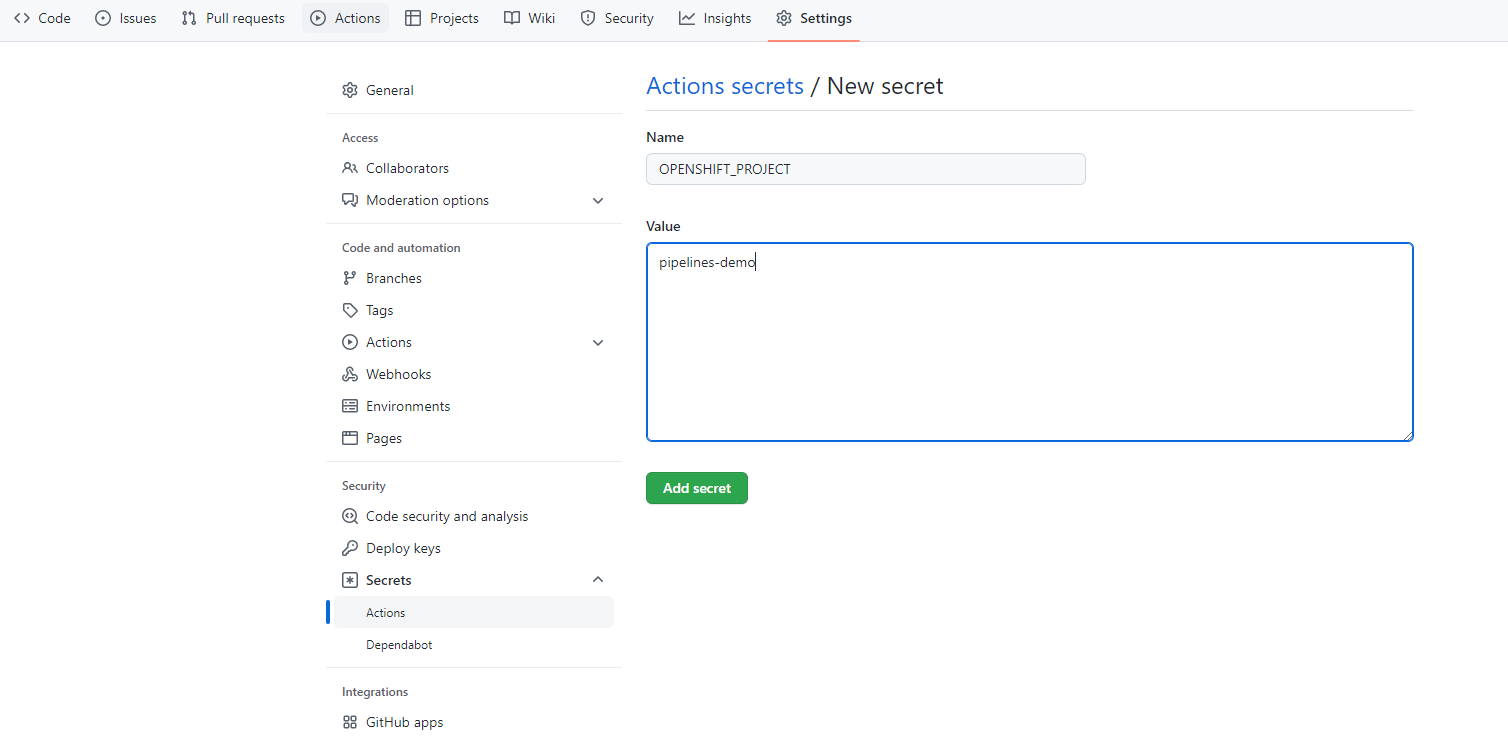 Code Issues Pull requests Actions Projects Wiki Security Insights Settings
General
Access
Collaborators
Moderation options
Code and automation
Branches
Tags
Actions
Webhooks
Environments
Pages
Security
Code security and analysis
Deploy keys
Secrets
Actions
Dependabot
Integrations
GitHub apps
Actions secrets / New secret
Name
OPENSHIFT_PROJECT
Value
pipelines-demo
Add secret